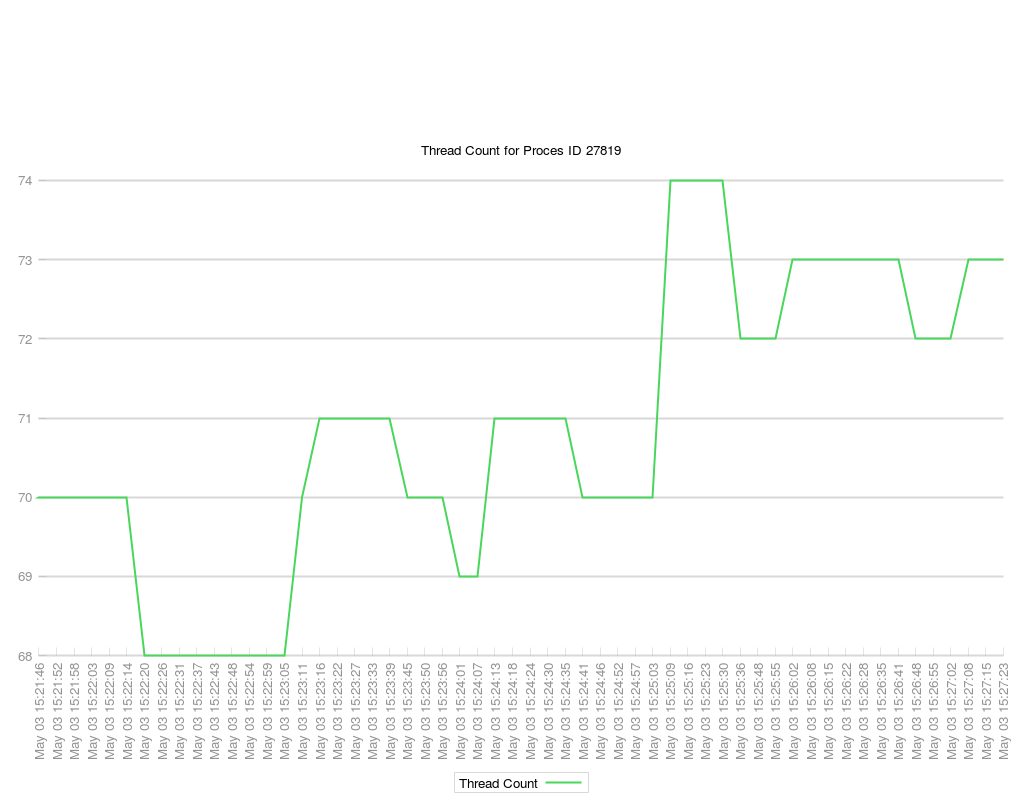 Thread Count for Proces ID 27819
74
73
72
71
70
69
68
May 03 15:21:46
May 03 15:21:52
May 03 15:21:58
May 03 15:22:03
May 03 15:22:09
May 03 15:22:14
May 03 15:22:20
May 03 15:22:26
May 03 15:22:31
May 03 15:22:37
May 03 15:22:43
May 03 15:22:48
May 03 15:22:54
May 03 15:22:59
May 03 15:23:05
May 03 15:23:11
May 03 15:23:16
May 03 15:23:22
May 03 15:23:27
May 03 15:23:33
May 03 15:23:39
May 03 15:23:45
May 03 15:23:50
May 03 15:23:56
May 03 15:24:01
May 03 15:24:07
May 03 15:24:13
May 03 15:24:18
May 03 15:24:24
May 03 15:24:30
May 03 15:24:35
May 03 15:24:41
May 03 15:24:46
May 03 15:24:52
May 03 15:24:57
May 03 15:25:03
May 03 15:25:09
May 03 15:25:16
May 03 15:25:23
May 03 15:25:30
May 03 15:25:36
May 03 15:25:48
May 03 15:25:55
May 03 15:26:02
May 03 15:26:08
May 03 15:26:15
May 03 15:26:22
May 03 15:26:28
May 03 15:26:35
May 03 15:26:41
May 03 15:26:48
May 03 15:26:55
May 03 15:27:02
May 03 15:27:08
May 03 15:27:15
May 03 15:27:23
Thread Count